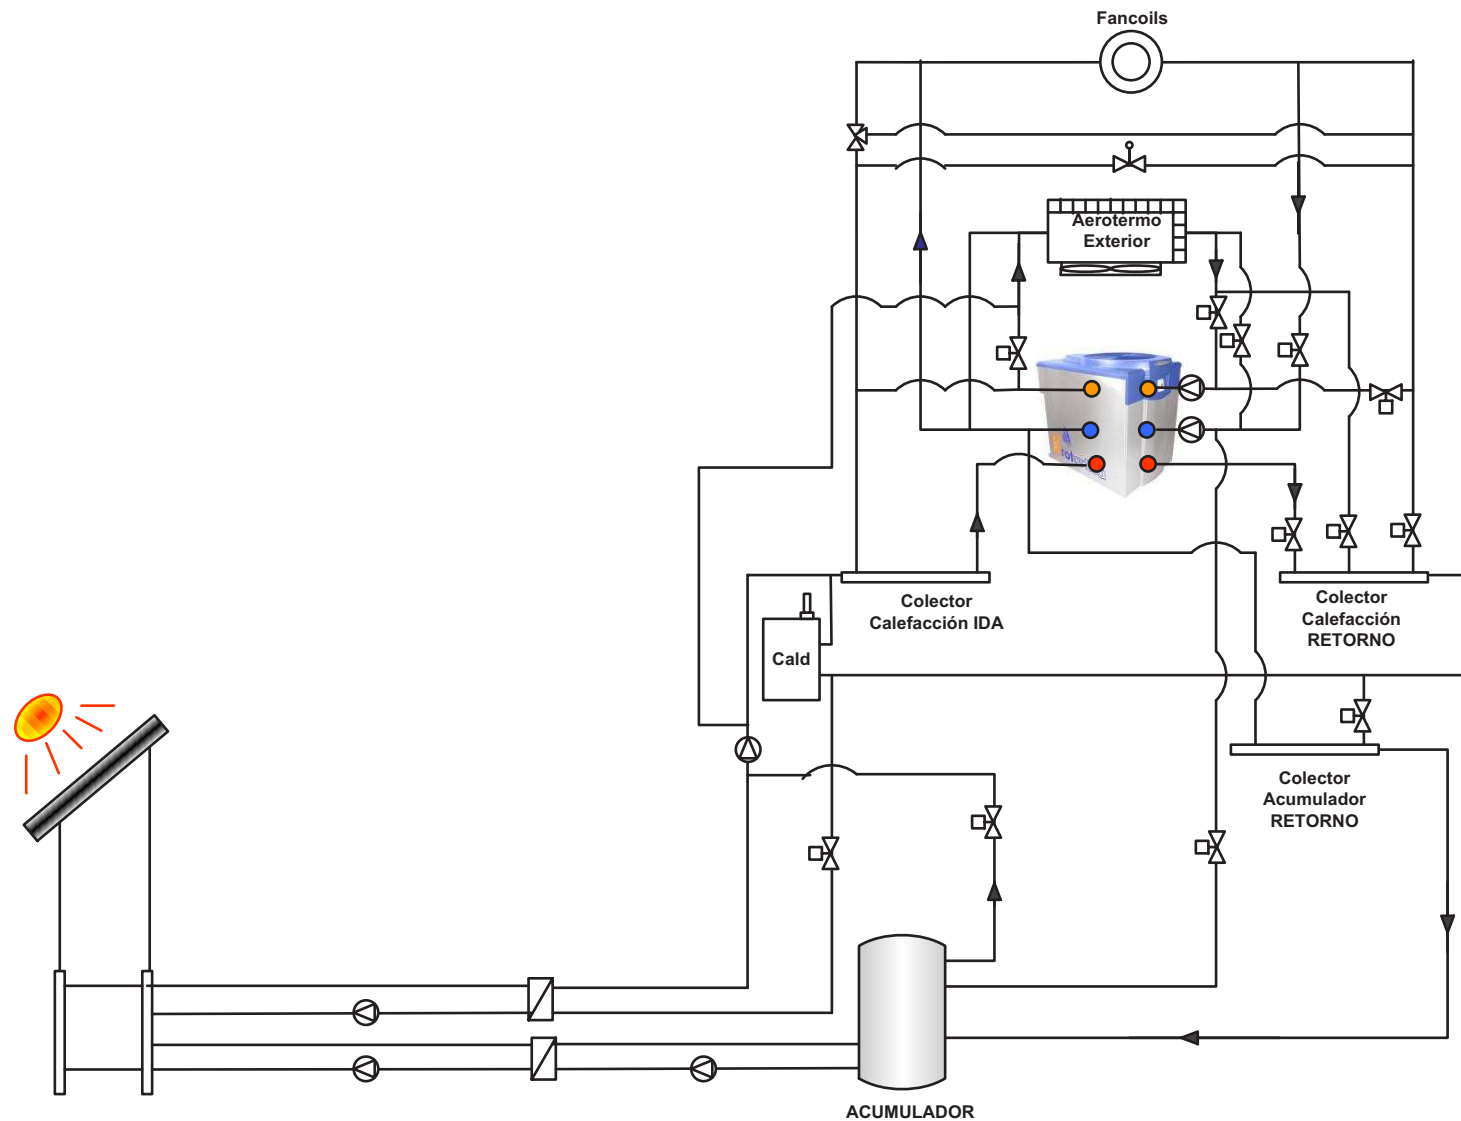 Fancoils
Aerotermo
Exterior
Colector
Calefacción IDA
Colector
Calefacción
RETORNO
Cald
Colector
Acumulador
RETORNO
ACUMULADOR